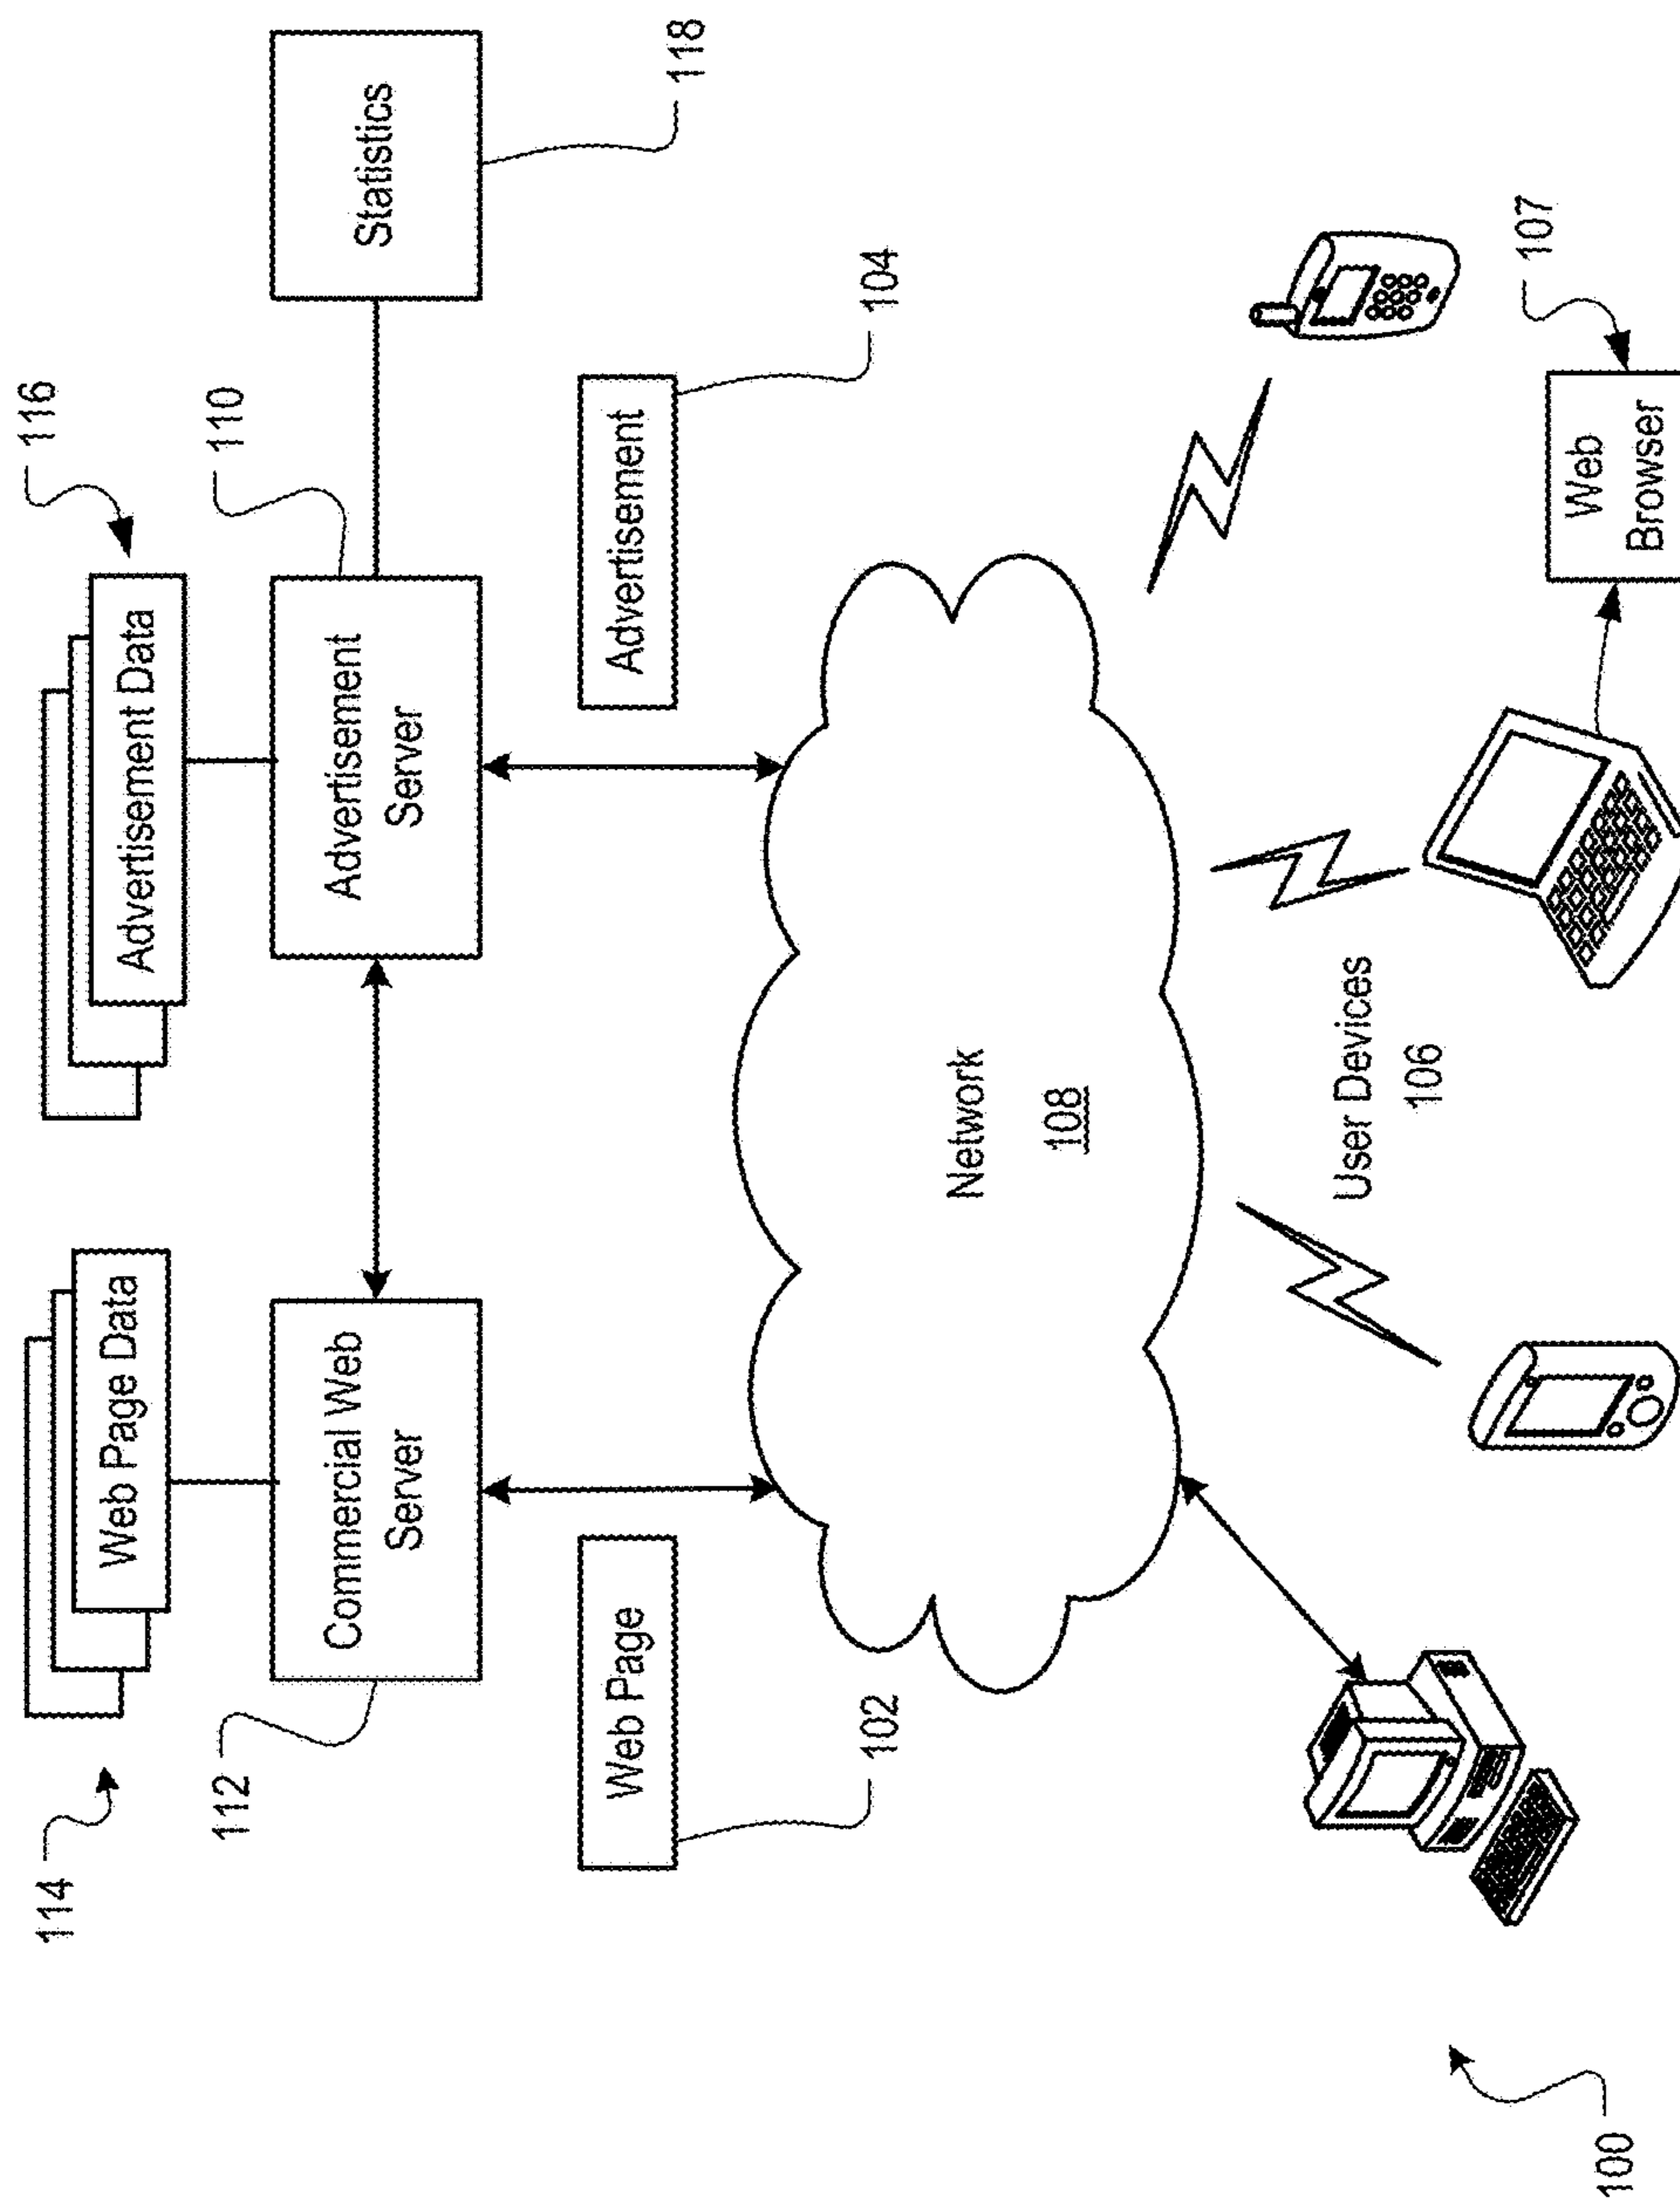 114
Web Page Data
116
Advertisement Data
112
Commercial Web
Server
110
Advertisement
Server
Statistics
118
Web Page
102
Advertisement
104
Network
108
User Devices
106
Web
Browser
107
100